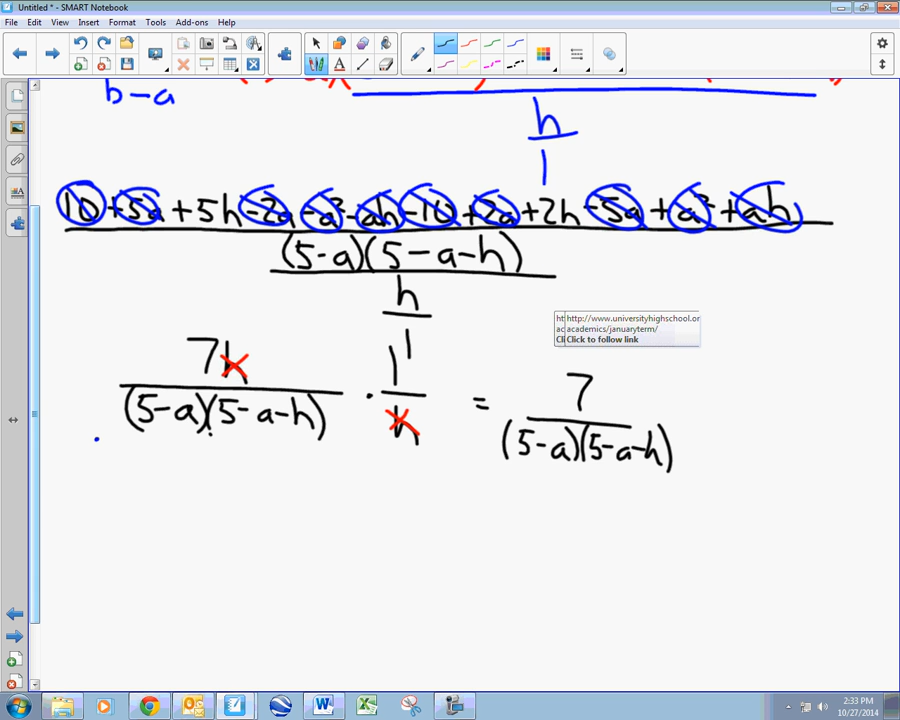 Untitled * - SMART Notebook
File Edit View Insert Format Tools Add-ons Help
b-a
h
1
10+5a+5h-2a-a²-ah-10+2a+2h-5a+a²+ah
(5-a)(5-a-h)
h
1
7h
(5-a)(5-a-h)
·
1
h
=
7
(5-a)(5-a-h)
http://www.universityhighschool.or
academics/januaryterm/
Click to follow link
2:33 PM
10/27/2014